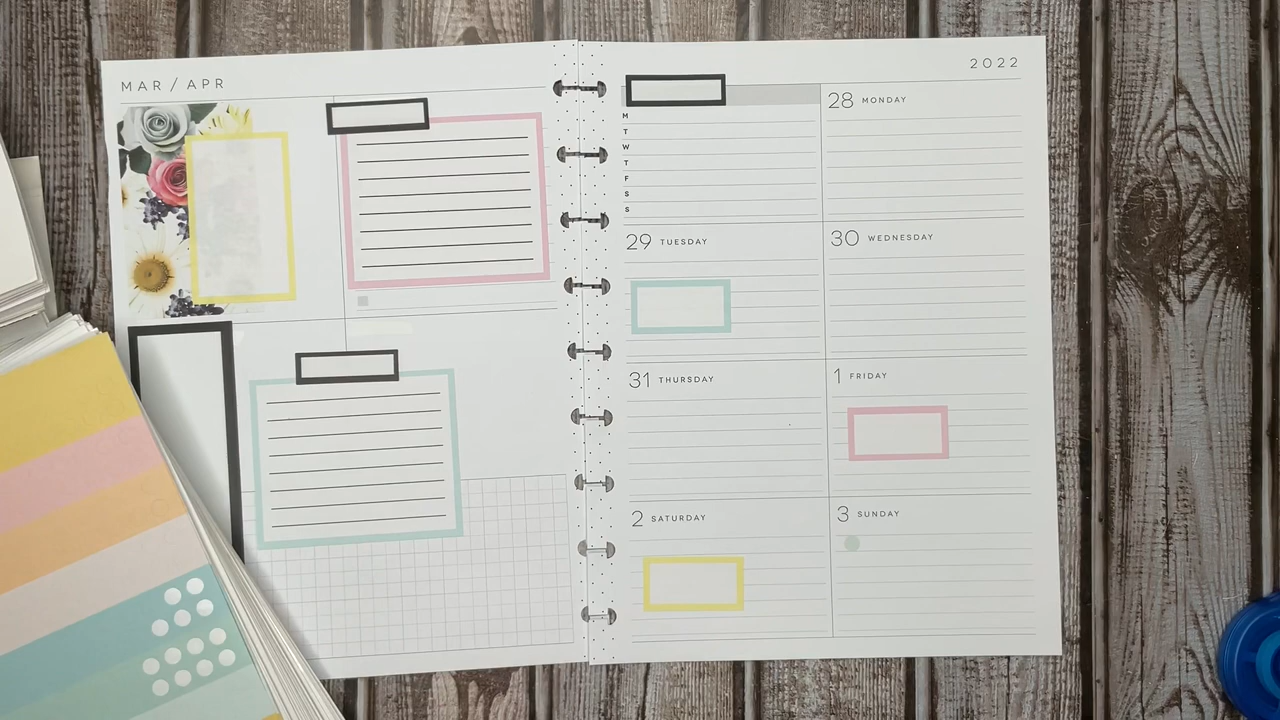 MAR / APR
2022
M
T
W
T
F
S
S
28 MONDAY
29 TUESDAY
30 WEDNESDAY
31 THURSDAY
1 FRIDAY
2 SATURDAY
3 SUNDAY